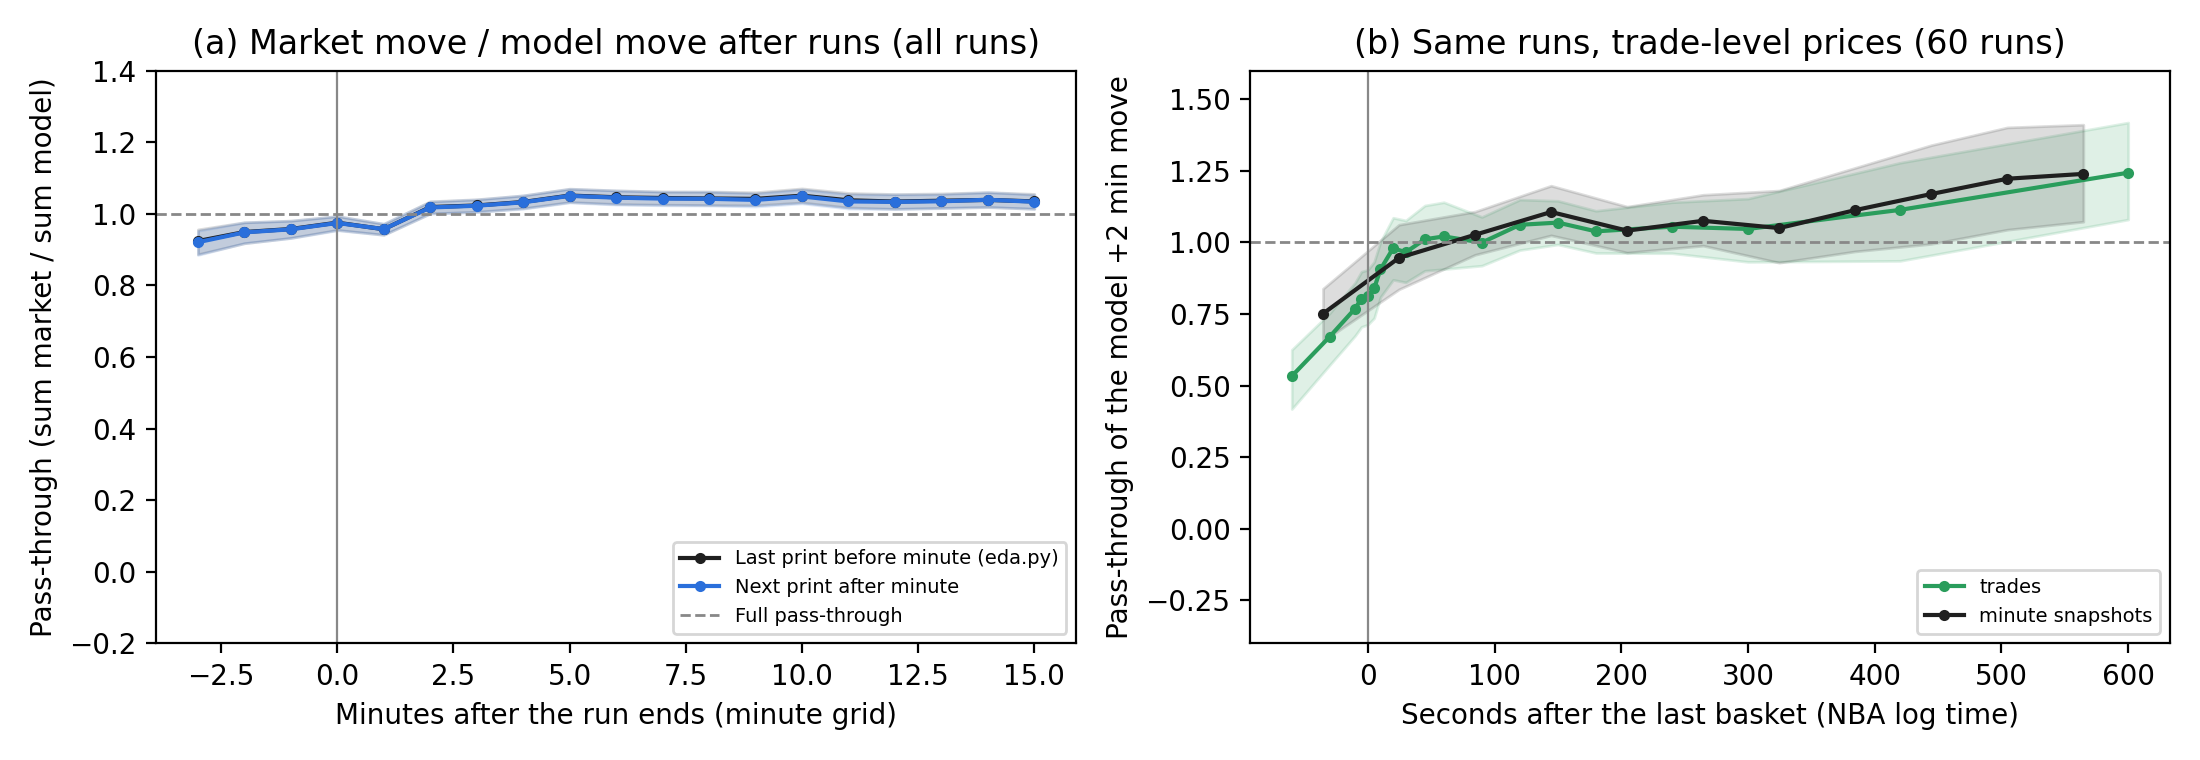 (a) Market move / model move after runs (all runs)
Pass-through (sum market / sum model)
1.4
1.2
1.0
0.8
0.6
0.4
0.2
0.0
−0.2
Last print before minute (eda.py)
Next print after minute
Full pass-through
−2.5 0.0 2.5 5.0 7.5 10.0 12.5 15.0
Minutes after the run ends (minute grid)
(b) Same runs, trade-level prices (60 runs)
Pass-through of the model +2 min move
1.50
1.25
1.00
0.75
0.50
0.25
0.00
−0.25
trades
minute snapshots
0 100 200 300 400 500 600
Seconds after the last basket (NBA log time)